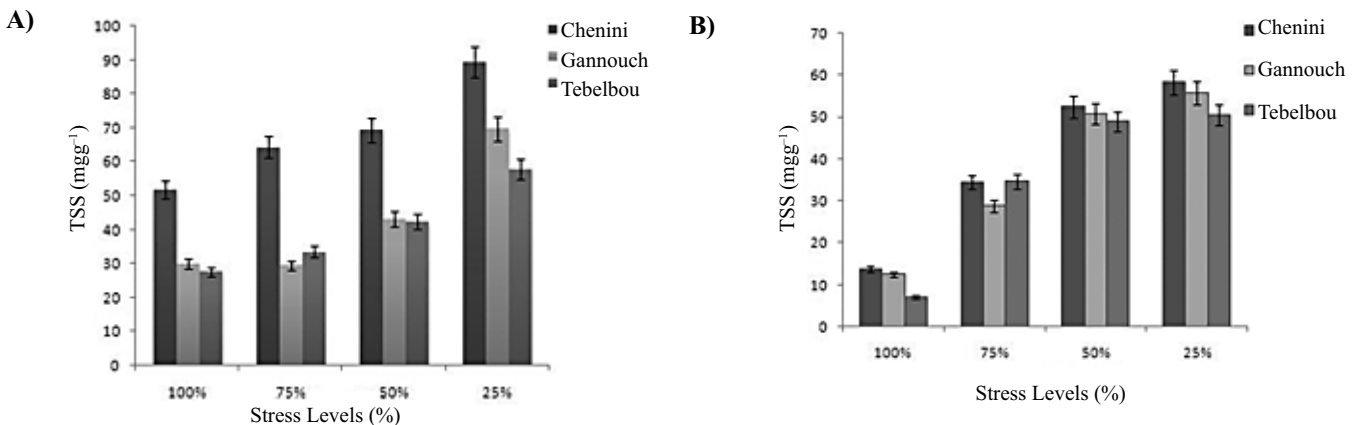 A)
100
90
80
70
60
50
40
30
20
10
0
TSS (mgg⁻¹)
100% 75% 50% 25%
Stress Levels (%)
Chenini
Gannouch
Tebelbou
B)
70
60
50
40
30
20
10
0
TSS (mgg⁻¹)
100% 75% 50% 25%
Stress Levels (%)
Chenini
Gannouch
Tebelbou